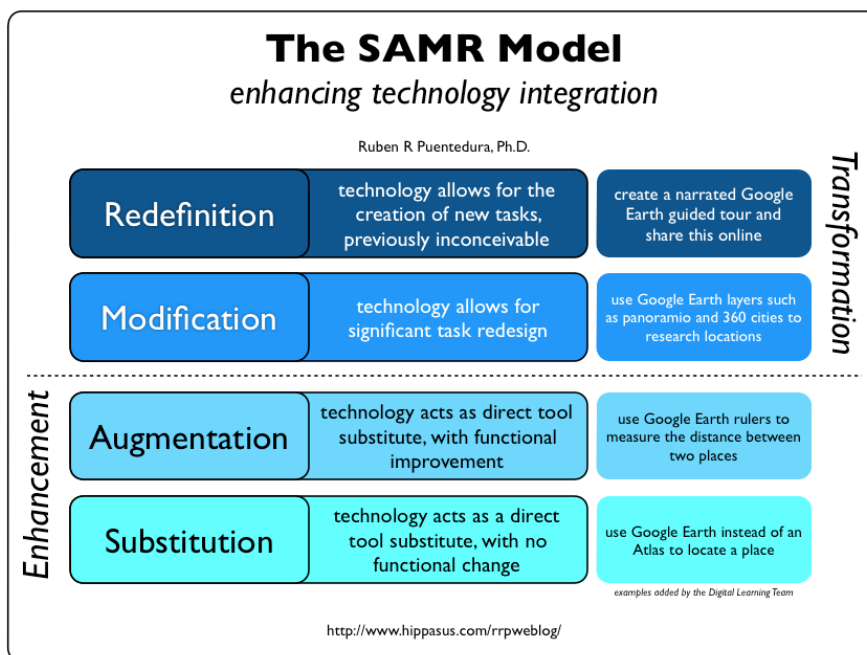 The SAMR Model
enhancing technology integration
Ruben R Puentedura, Ph.D.
Transformation
Redefinition
technology allows for the
creation of new tasks,
previously inconceivable
create a narrated Google
Earth guided tour and
share this online
Modification
technology allows for
significant task redesign
use Google Earth layers such
as panoramio and 360 cities to
research locations
Enhancement
Augmentation
technology acts as direct tool
substitute, with functional
improvement
use Google Earth rulers to
measure the distance between
two places
Substitution
technology acts as a direct
tool substitute, with no
functional change
use Google Earth instead of an
Atlas to locate a place
examples added by the Digital Learning Team
http://www.hippasus.com/rrpweblog/